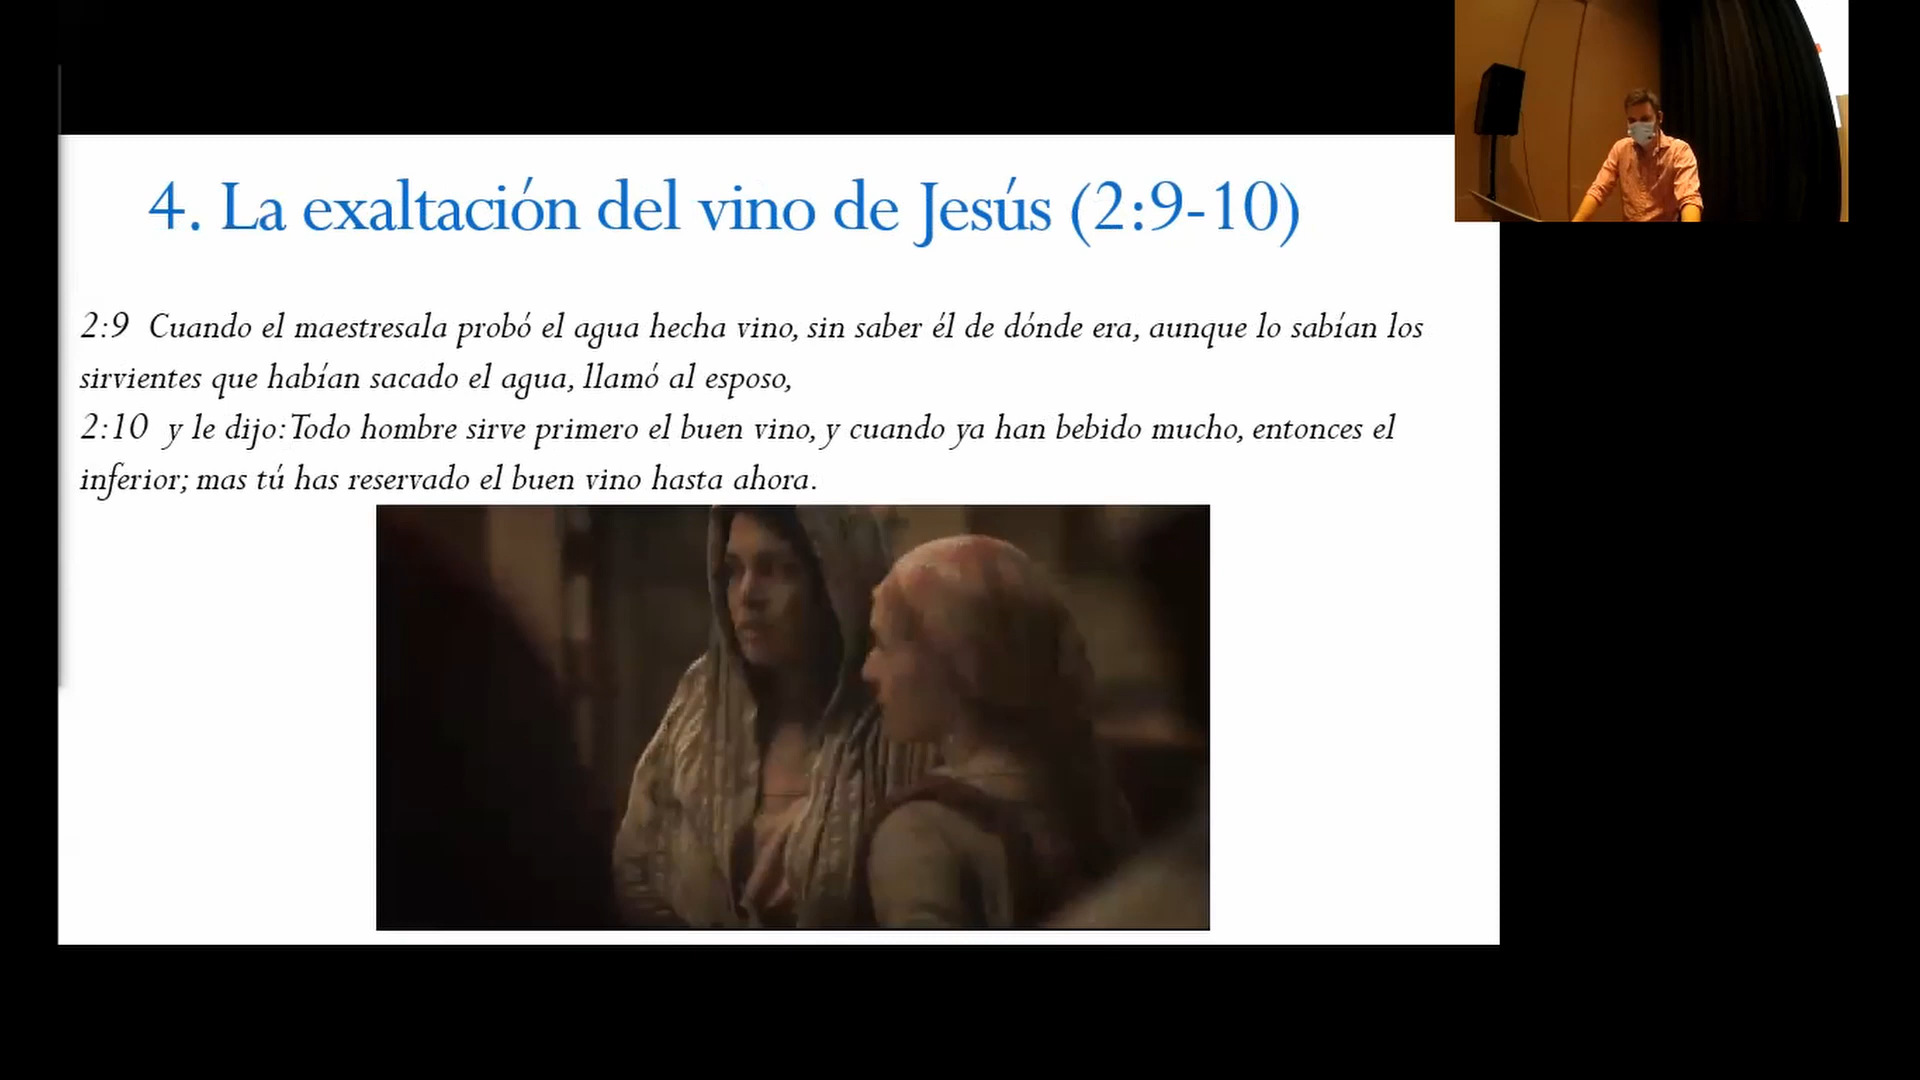 4. La exaltación del vino de Jesús (2:9-10)
2:9 Cuando el maestresala probó el agua hecha vino, sin saber él de dónde era, aunque lo sabían los
sirvientes que habían sacado el agua, llamó al esposo,
2:10 y le dijo: Todo hombre sirve primero el buen vino, y cuando ya han bebido mucho, entonces el
inferior; mas tú has reservado el buen vino hasta ahora.